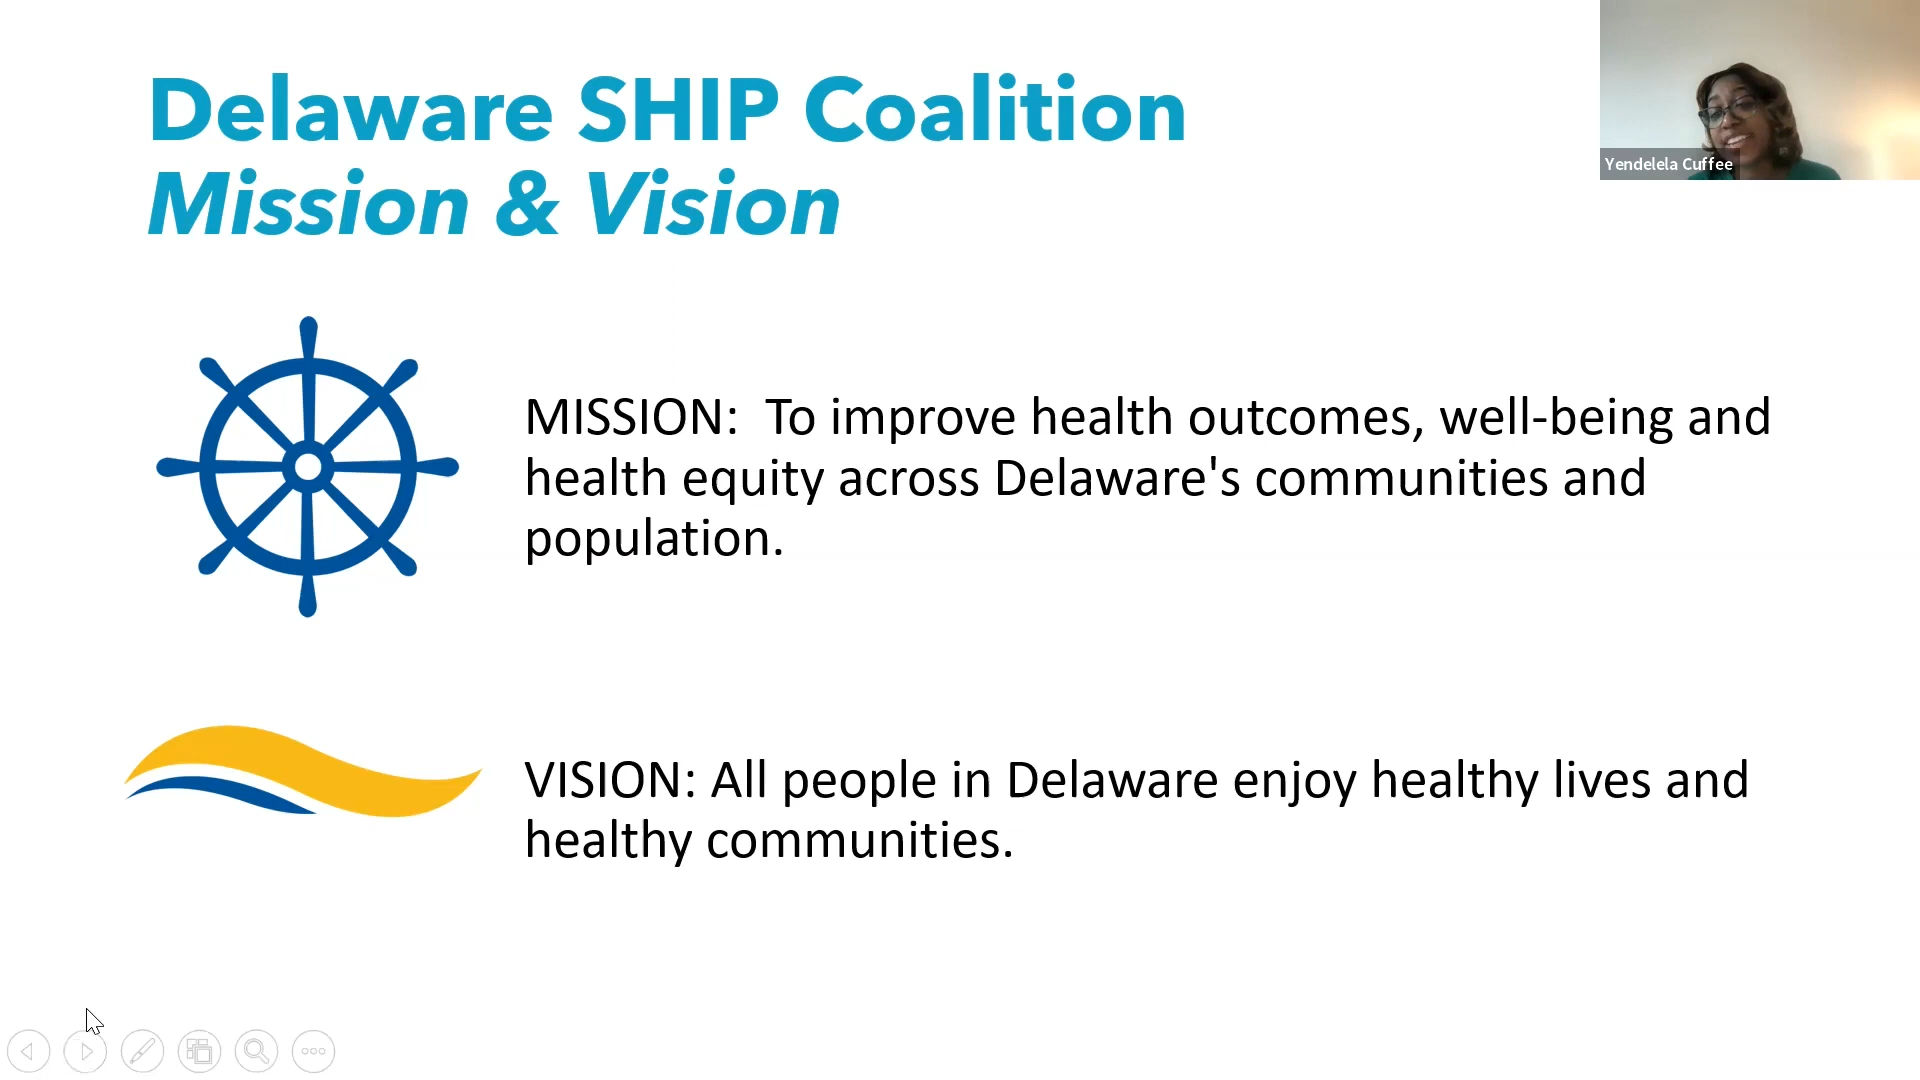 Delaware SHIP Coalition
Mission & Vision
Yendelela Cuffee
MISSION:  To improve health outcomes, well-being and
health equity across Delaware's communities and
population.
VISION: All people in Delaware enjoy healthy lives and
healthy communities.